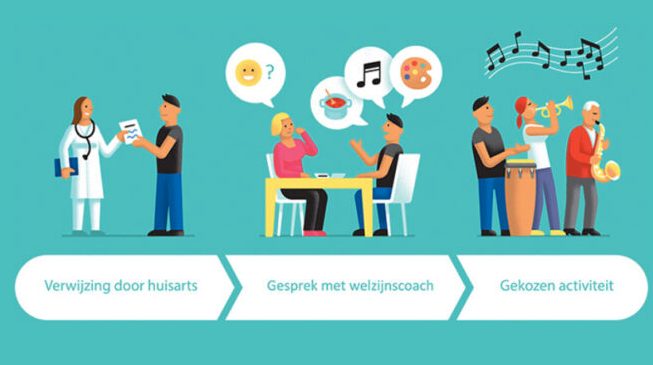 ?
Verwijzing door huisarts
Gesprek met welzijnscoach
Gekozen activiteit